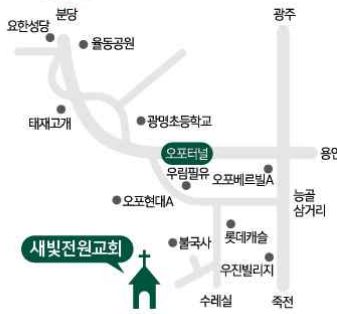 분당
광주
요한성당
율동공원
태재고개
광명초등학교
오포터널
용인
우림필유
오포베르빌A
능골
삼거리
오포현대A
롯데캐슬
불국사
새빛전원교회
우진빌리지
수레실
죽전